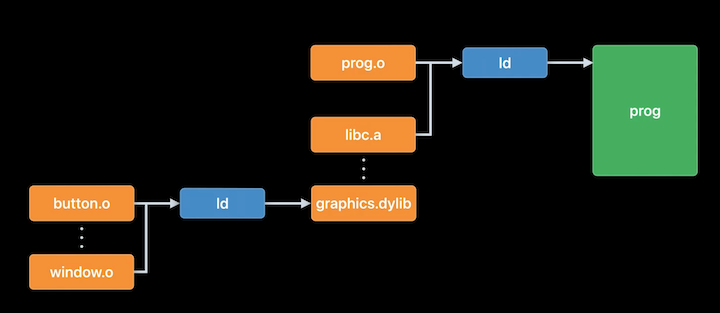 prog.o
ld
prog
libc.a
button.o
ld
graphics.dylib
window.o